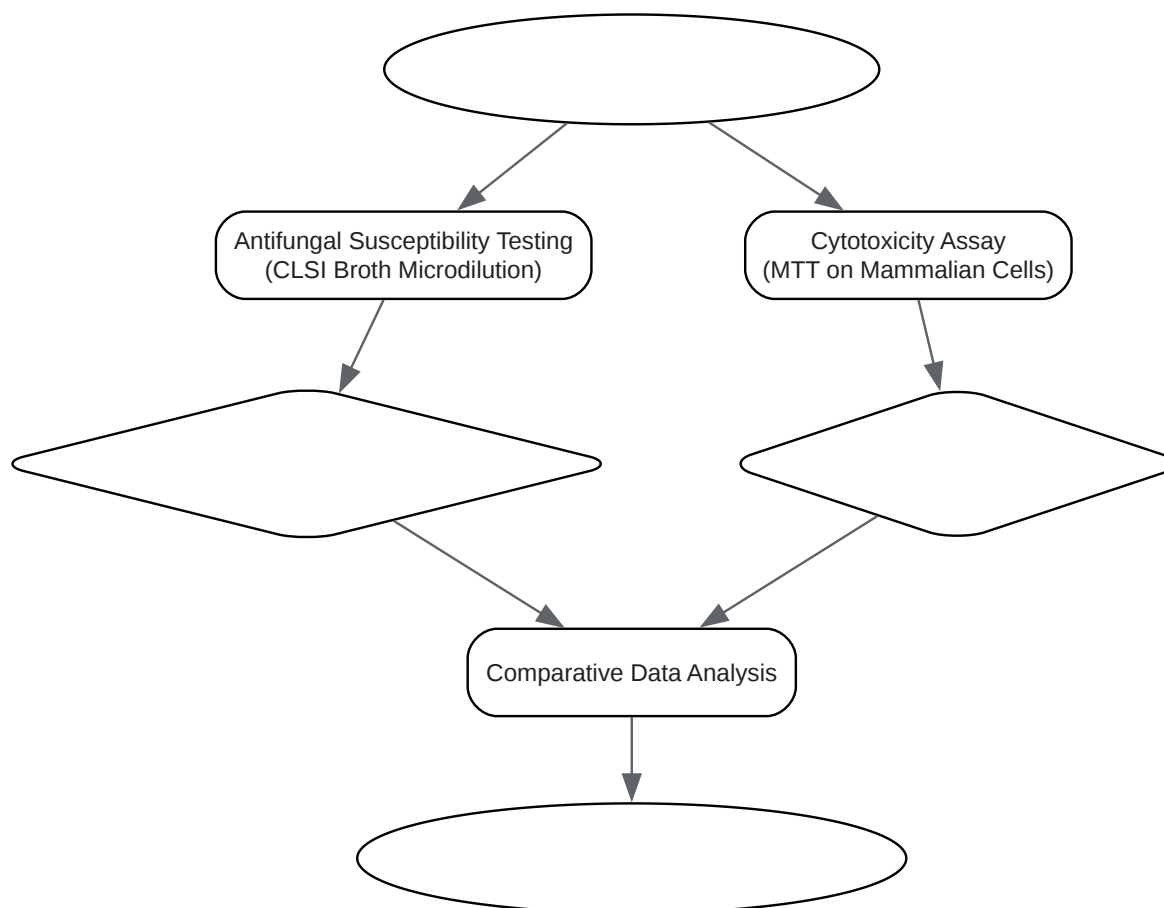 Antifungal Susceptibility Testing
(CLSI Broth Microdilution)
Cytotoxicity Assay
(MTT on Mammalian Cells)
Comparative Data Analysis